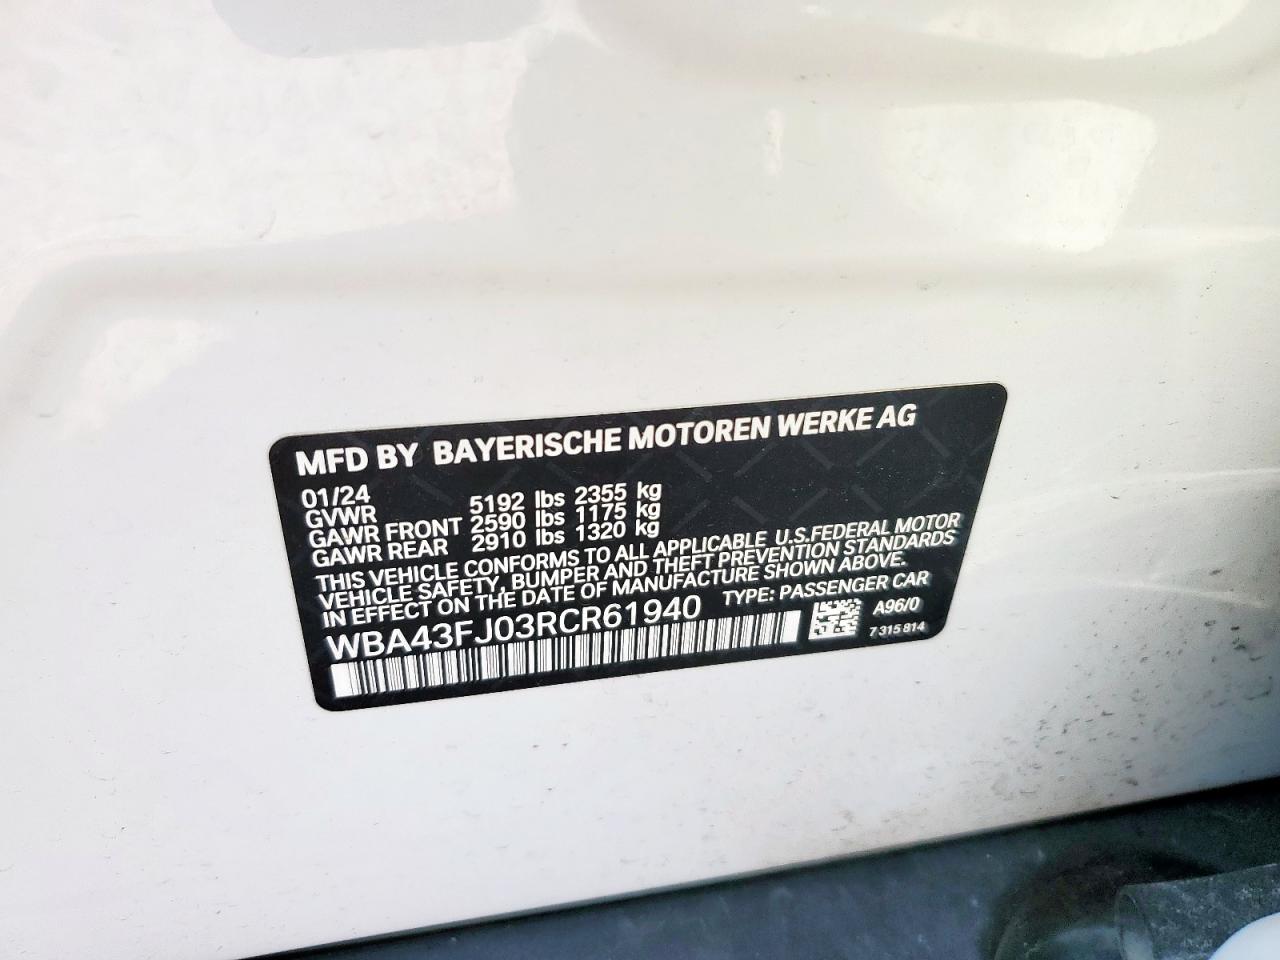 MFD BY BAYERISCHE MOTOREN WERKE AG
01/24
GVWR 5192 lbs 2355 kg
GAWR FRONT 2590 lbs 1175 kg
GAWR REAR 2910 lbs 1320 kg
THIS VEHICLE CONFORMS TO ALL APPLICABLE U.S.FEDERAL MOTOR
VEHICLE SAFETY, BUMPER AND THEFT PREVENTION STANDARDS
IN EFFECT ON THE DATE OF MANUFACTURE SHOWN ABOVE.
WBA43FJ03RCR61940 TYPE: PASSENGER CAR
A96/0
7 315 814